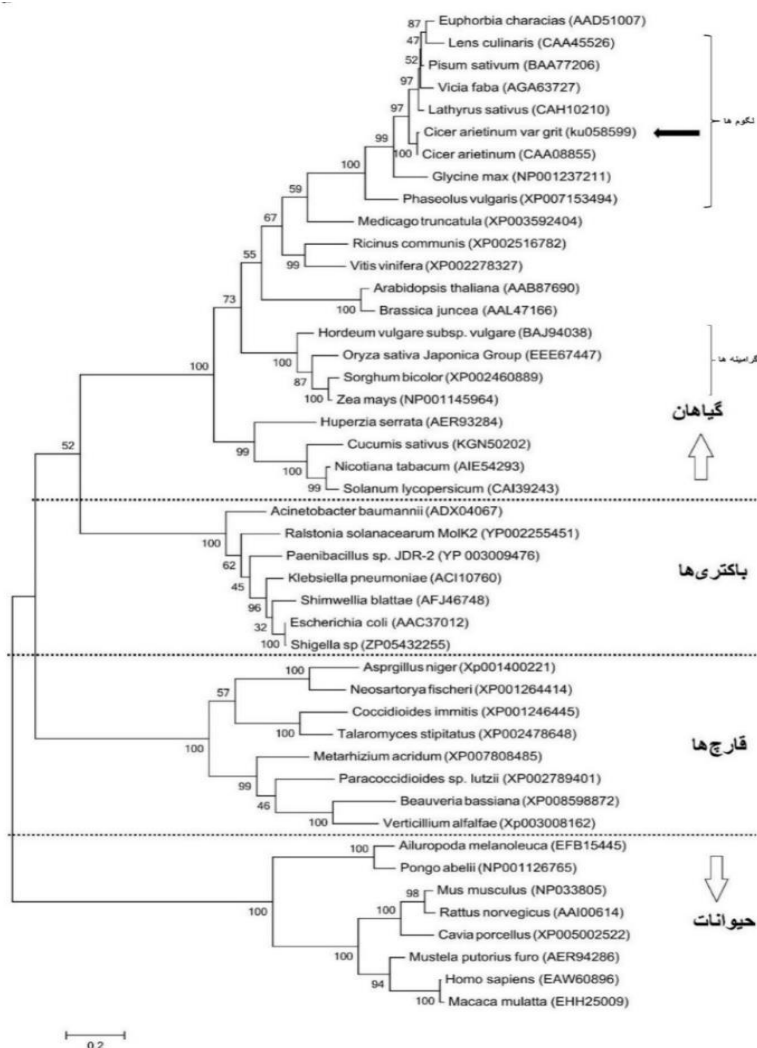 87
Euphorbia characias (AAD51007)
47
Lens culinaris (CAA45526)
52
Pisum sativum (BAA77206)
97
Vicia faba (AGA63727)
97
Lathyrus sativus (CAH10210)
لگوم ها
99
Cicer arietinum var grit (ku058599)
100
Cicer arietinum (CAA08855)
100
Glycine max (NP001237211)
59
Phaseolus vulgaris (XP007153494)
67
Medicago truncatula (XP003592404)
Ricinus communis (XP002516782)
55
99
Vitis vinifera (XP002278327)
73
Arabidopsis thaliana (AAB87690)
100
Brassica juncea (AAL47166)
Hordeum vulgare subsp. vulgare (BAJ94038)
100
Oryza sativa Japonica Group (EEE67447)
گرامینه ها
100
87
Sorghum bicolor (XP002460889)
100
Zea mays (NP001145964)
گیاهان
Huperzia serrata (AER93284)
52
99
Cucumis sativus (KGN50202)
100
Nicotiana tabacum (AIE54293)
99
Solanum lycopersicum (CAI39243)
Acinetobacter baumannii (ADX04067)
100
Ralstonia solanacearum MolK2 (YP002255451)
62
Paenibacillus sp. JDR-2 (YP 003009476)
باکتری‌ها
45
Klebsiella pneumoniae (ACI10760)
96
Shimwellia blattae (AFJ46748)
32
Escherichia coli (AAC37012)
100
Shigella sp (ZP05432255)
100
Asprgillus niger (Xp001400221)
57
Neosartorya fischeri (XP001264414)
Coccidioides immitis (XP001246445)
100
Talaromyces stipitatus (XP002478648)
قارچ‌ها
100
Metarhizium acridum (XP007808485)
99
Paracoccidioides sp. lutzii (XP002789401)
46
Beauveria bassiana (XP008598872)
100
Verticillium alfalfae (Xp003008162)
100
Ailuropoda melanoleuca (EFB15445)
Pongo abelii (NP001126765)
98
Mus musculus (NP033805)
100
100
Rattus norvegicus (AAI00614)
حیوانات
Cavia porcellus (XP005002522)
100
Mustela putorius furo (AER94286)
94
Homo sapiens (EAW60896)
100
Macaca mulatta (EHH25009)
0.2